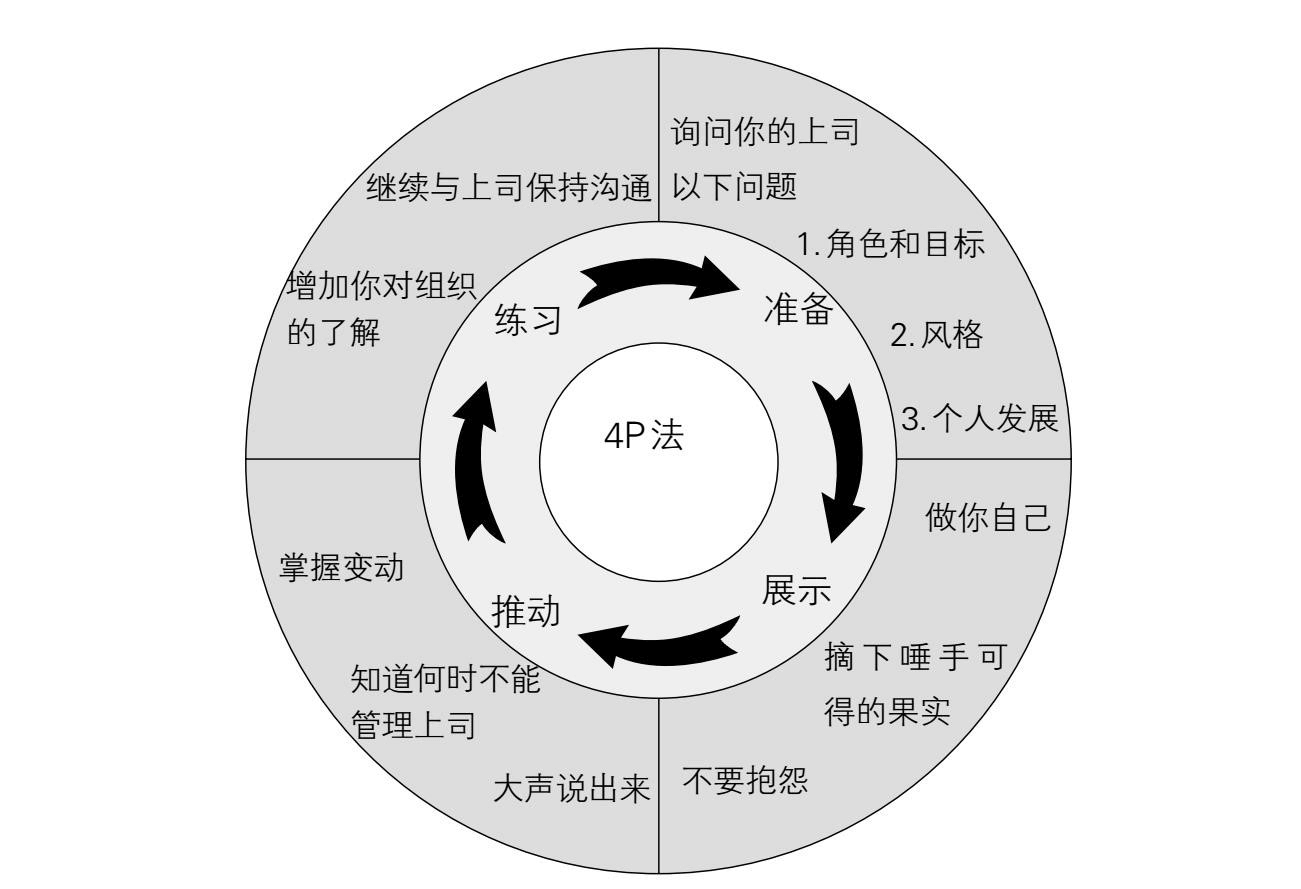 询问你的上司
继续与上司保持沟通
以下问题
1.角色和目标
增加你对组织
的了解
练习
准备
2.风格
3.个人发展
4P法
做你自己
掌握变动
推动
展示
摘下唾手可
得的果实
知道何时不能
管理上司
大声说出来
不要抱怨